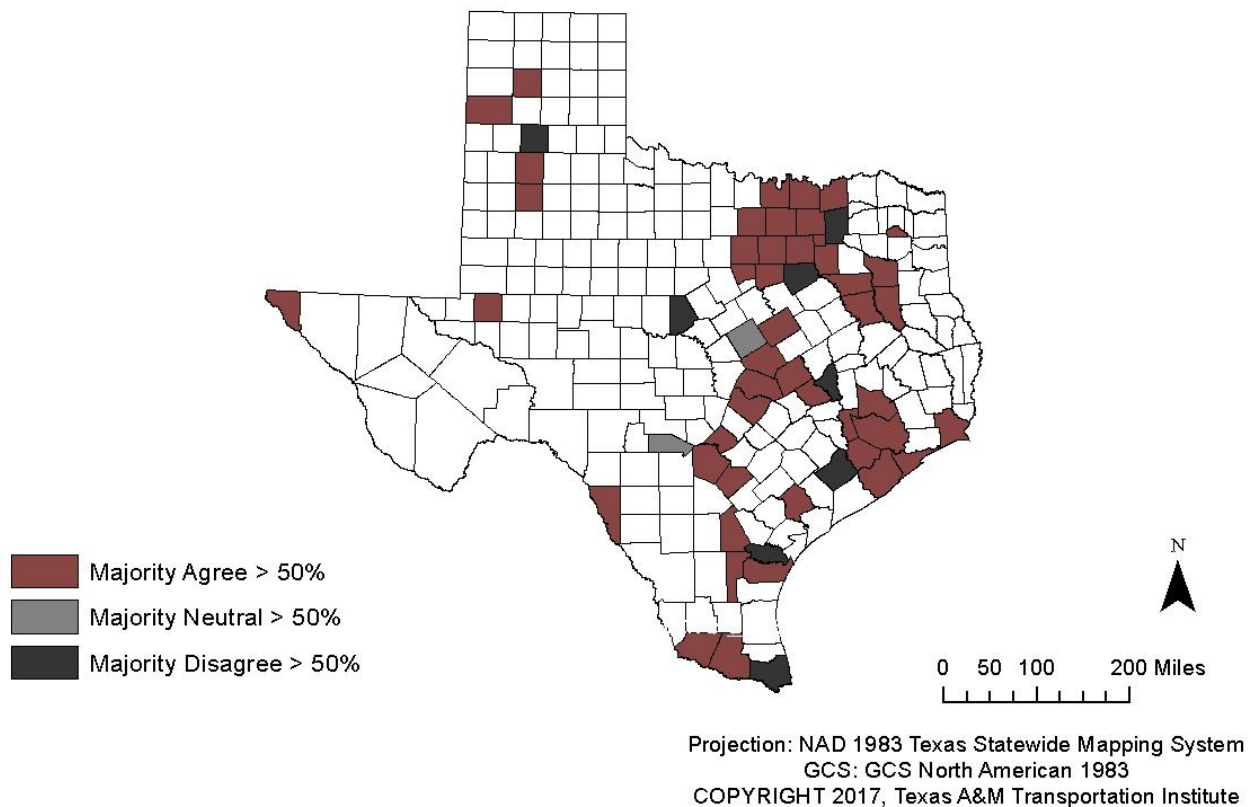 Majority Agree > 50%
Majority Neutral > 50%
Majority Disagree > 50%
N
0 50 100 200 Miles
Projection: NAD 1983 Texas Statewide Mapping System
GCS: GCS North American 1983
COPYRIGHT 2017, Texas A&M Transportation Institute